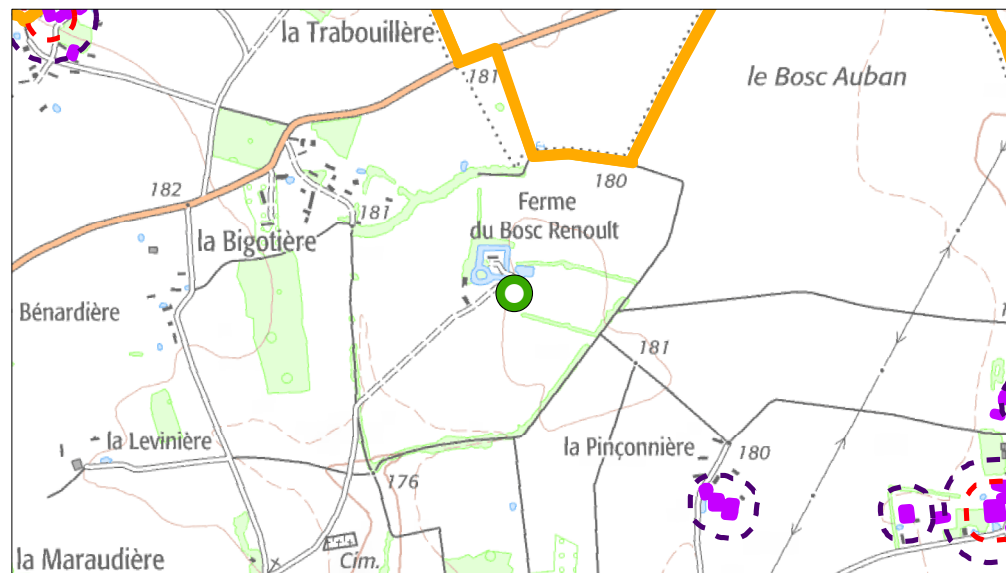 la Trabouillère
181
le Bosc Auban
182
180
Ferme
du Bosc Renoult
181
la Bigotière
Bénardière
181
la Levinière
la Pinçonnière
180
176
la Maraudière
Cim.